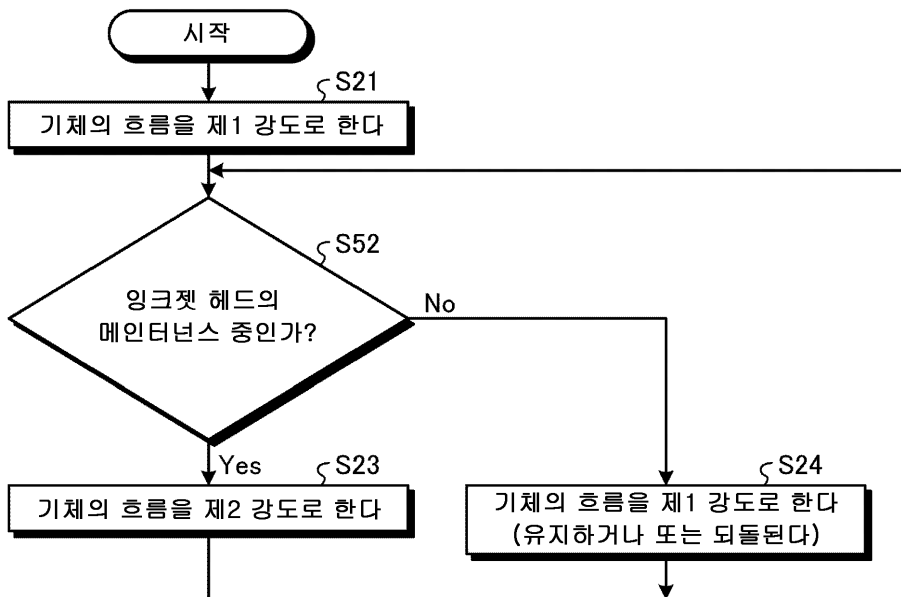 시작
S21
기체의 흐름을 제1 강도로 한다
S52
잉크젯 헤드의
메인터넌스 중인가?
No
Yes
S23
기체의 흐름을 제2 강도로 한다
S24
기체의 흐름을 제1 강도로 한다
(유지하거나 또는 되돌된다)